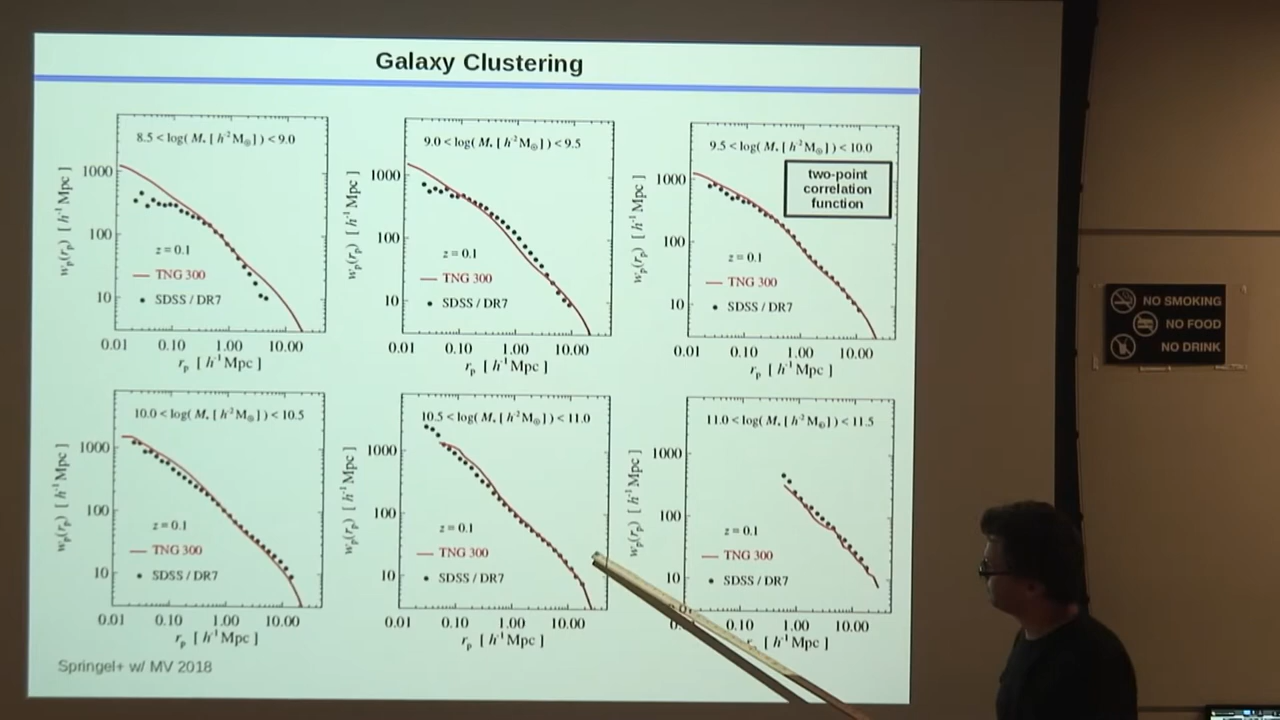 Galaxy Clustering
8.5 < log( M⋆ [ h⁻²M⊙ ] ) < 9.0
wp(rp) [ h⁻¹ Mpc ]
1000
100
10
z = 0.1
TNG 300
SDSS / DR7
0.01 0.10 1.00 10.00
rp [ h⁻¹ Mpc ]
9.0 < log( M⋆ [ h⁻²M⊙ ] ) < 9.5
wp(rp) [ h⁻¹ Mpc ]
1000
100
10
z = 0.1
TNG 300
SDSS / DR7
0.01 0.10 1.00 10.00
rp [ h⁻¹ Mpc ]
9.5 < log( M⋆ [ h⁻²M⊙ ] ) < 10.0
two-point
correlation
function
wp(rp) [ h⁻¹ Mpc ]
1000
100
10
z = 0.1
TNG 300
SDSS / DR7
0.01 0.10 1.00 10.00
rp [ h⁻¹ Mpc ]
10.0 < log( M⋆ [ h⁻²M⊙ ] ) < 10.5
wp(rp) [ h⁻¹ Mpc ]
1000
100
10
z = 0.1
TNG 300
SDSS / DR7
0.01 0.10 1.00 10.00
rp [ h⁻¹ Mpc ]
10.5 < log( M⋆ [ h⁻²M⊙ ] ) < 11.0
wp(rp) [ h⁻¹ Mpc ]
1000
100
10
z = 0.1
TNG 300
SDSS / DR7
0.01 0.10 1.00 10.00
rp [ h⁻¹ Mpc ]
11.0 < log( M⋆ [ h⁻²M⊙ ] ) < 11.5
wp(rp) [ h⁻¹ Mpc ]
1000
100
10
z = 0.1
TNG 300
SDSS / DR7
0.10 1.00 10.00
[ h⁻¹ Mpc ]
Springel+ w/ MV 2018
NO SMOKING
NO FOOD
NO DRINK